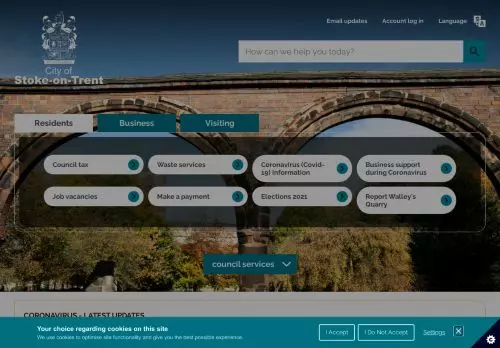 Email updates
Account log in
Language
City of
Stoke-on-Trent
How can we help you today?
Residents
Business
Visiting
Council tax
Waste services
Coronavirus (Covid-
19) information
Business support
during Coronavirus
Job vacancies
Make a payment
Elections 2021
Report Walley's
Quarry
council services
CORONAVIRUS - LATEST UPDATES
Your choice regarding cookies on this site
We use cookies to optimise site functionality and give you the best possible experience.
I Accept
I Do Not Accept
Settings